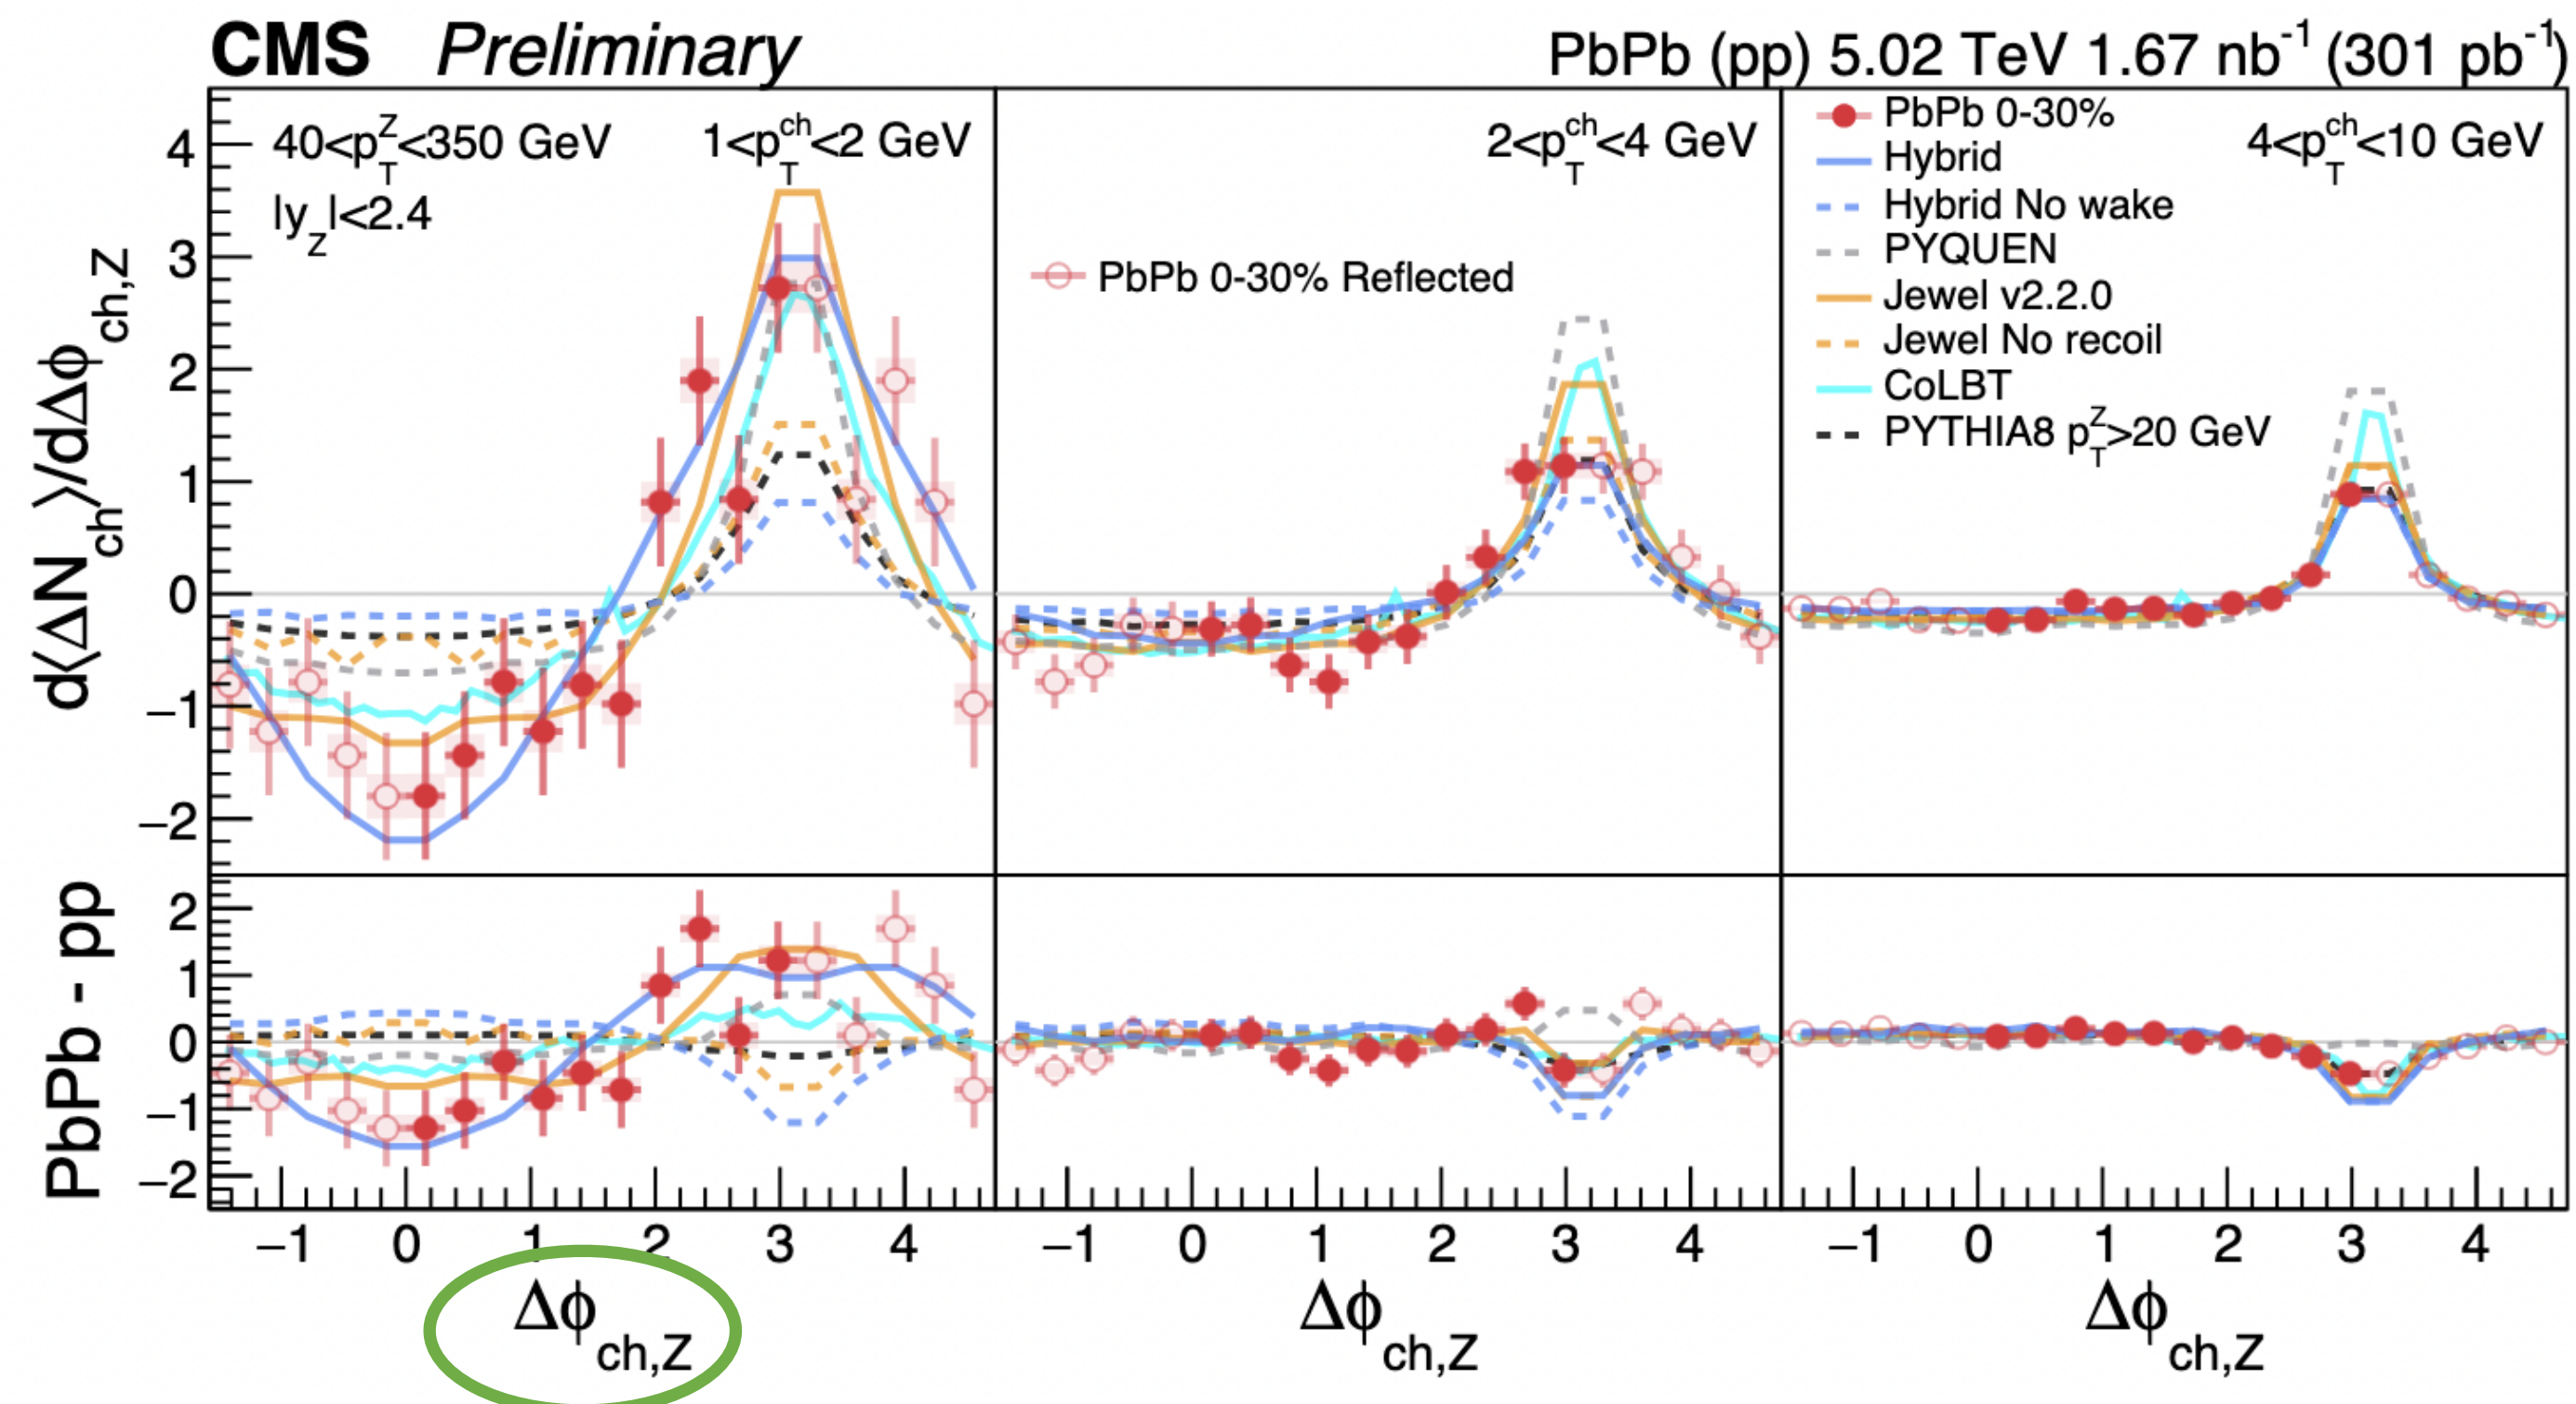 CMS Preliminary
PbPb (pp) 5.02 TeV 1.67 nb⁻¹ (301 pb⁻¹)
40<p_T^Z<350 GeV
1<p_T^ch<2 GeV
|y_Z|<2.4
2<p_T^ch<4 GeV
PbPb 0-30% Reflected
4<p_T^ch<10 GeV
PbPb 0-30%
Hybrid
Hybrid No wake
PYQUEN
Jewel v2.2.0
Jewel No recoil
CoLBT
PYTHIA8 p_T^Z>20 GeV
d⟨ΔN_ch⟩/dΔϕ_ch,Z
4
3
2
1
0
−1
−2
PbPb - pp
2
1
0
−1
−2
−1 0 1 2 3 4
−1 0 1 2 3 4
−1 0 1 2 3 4
Δϕ_ch,Z
Δϕ_ch,Z
Δϕ_ch,Z